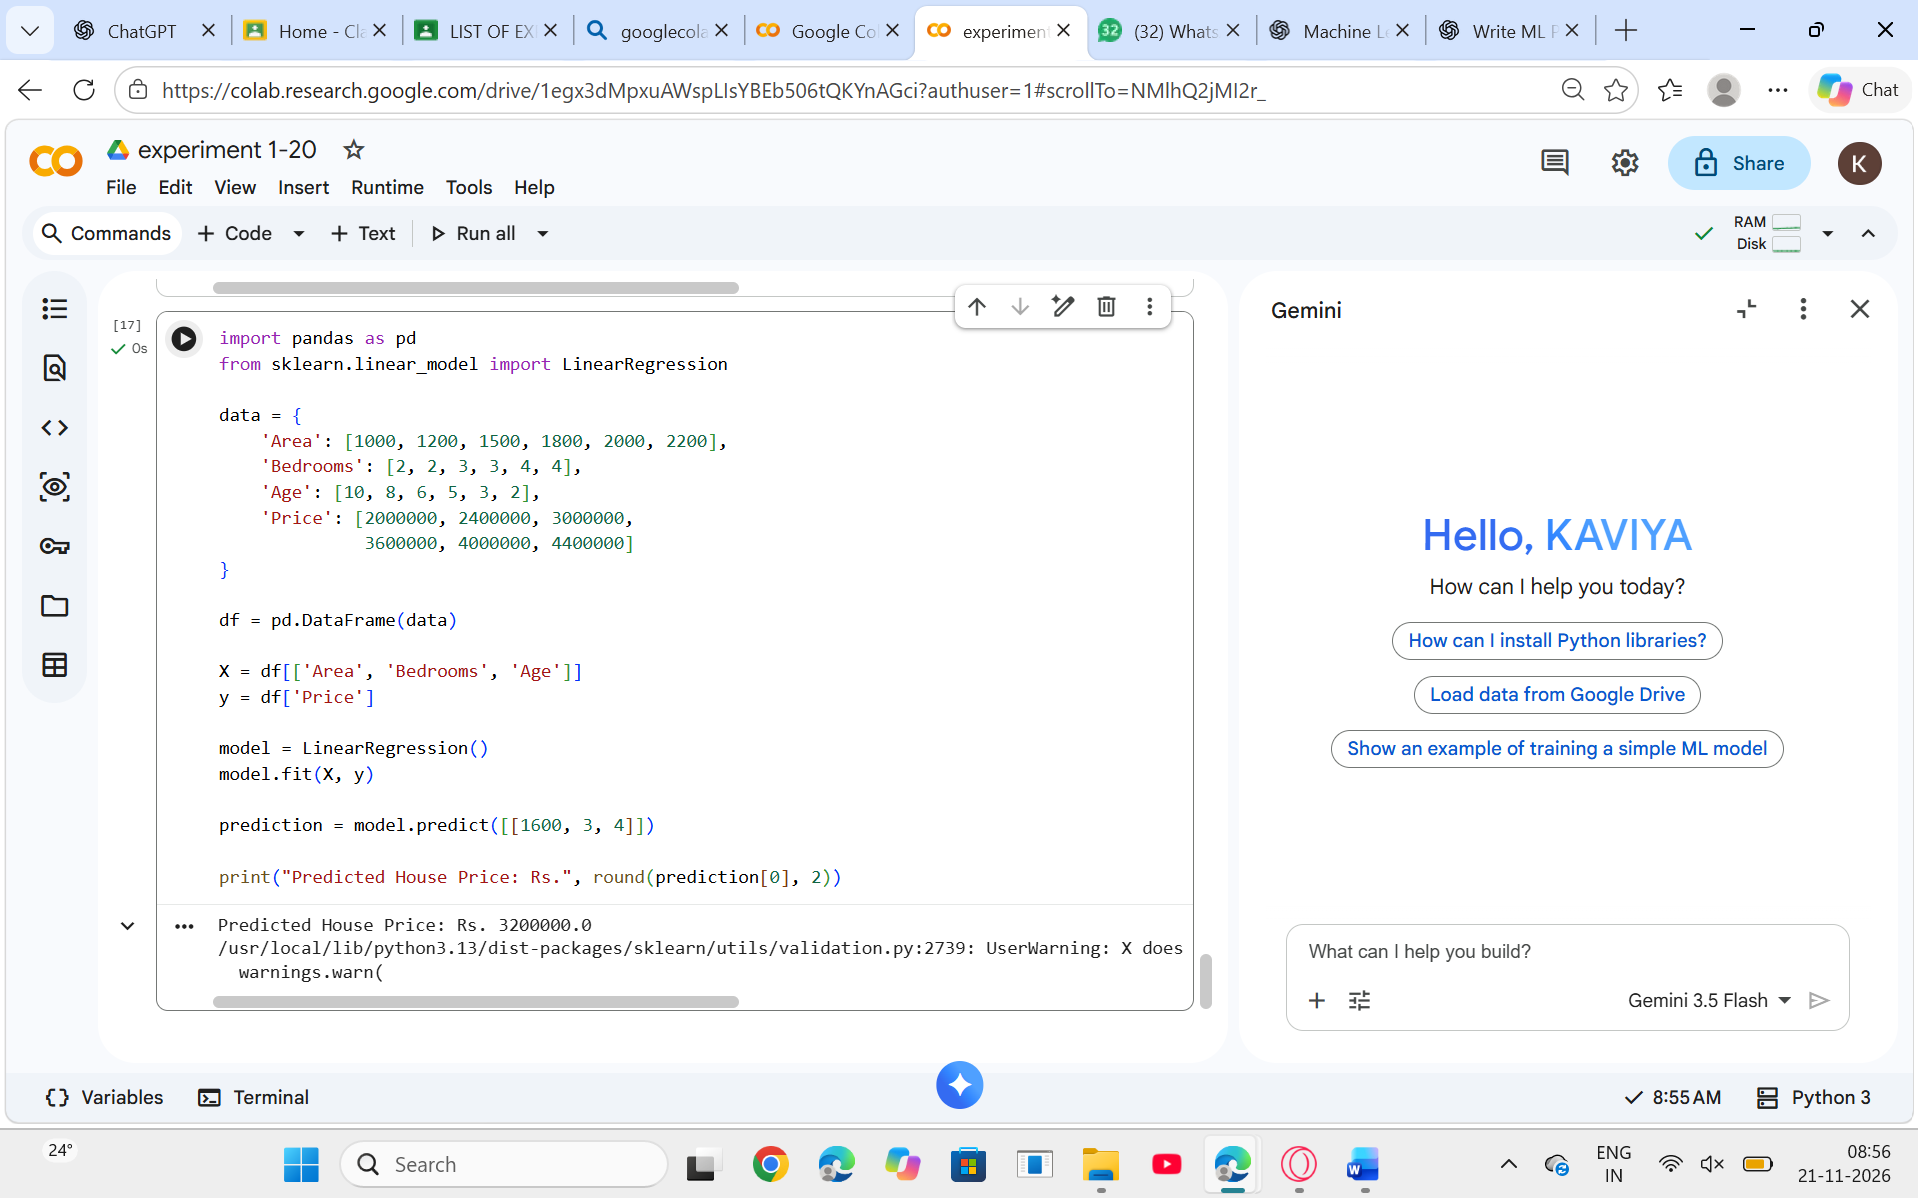 ChatGPT
Home - Cla
LIST OF EX
googlecola
Google Co
experiment
32
(32) Whats
Machine Le
Write ML P
https://colab.research.google.com/drive/1egx3dMpxuAWspLIsYBEb506tQKYnAGci?authuser=1#scrollTo=NMlhQ2jMI2r_
Chat
experiment 1-20
Share
K
File Edit View Insert Runtime Tools Help
Commands + Code + Text Run all
RAM
Disk
[17]
0s
import pandas as pd
from sklearn.linear_model import LinearRegression
data = {
'Area': [1000, 1200, 1500, 1800, 2000, 2200],
'Bedrooms': [2, 2, 3, 3, 4, 4],
'Age': [10, 8, 6, 5, 3, 2],
'Price': [2000000, 2400000, 3000000,
3600000, 4000000, 4400000]
}
df = pd.DataFrame(data)
X = df[['Area', 'Bedrooms', 'Age']]
y = df['Price']
model = LinearRegression()
model.fit(X, y)
prediction = model.predict([[1600, 3, 4]])
print("Predicted House Price: Rs.", round(prediction[0], 2))
Predicted House Price: Rs. 3200000.0
/usr/local/lib/python3.13/dist-packages/sklearn/utils/validation.py:2739: UserWarning: X does
warnings.warn(
Gemini
Hello, KAVIYA
How can I help you today?
How can I install Python libraries?
Load data from Google Drive
Show an example of training a simple ML model
What can I help you build?
Gemini 3.5 Flash
Variables
Terminal
8:55 AM
Python 3
24°
Search
ENG
IN
08:56
21-11-2026